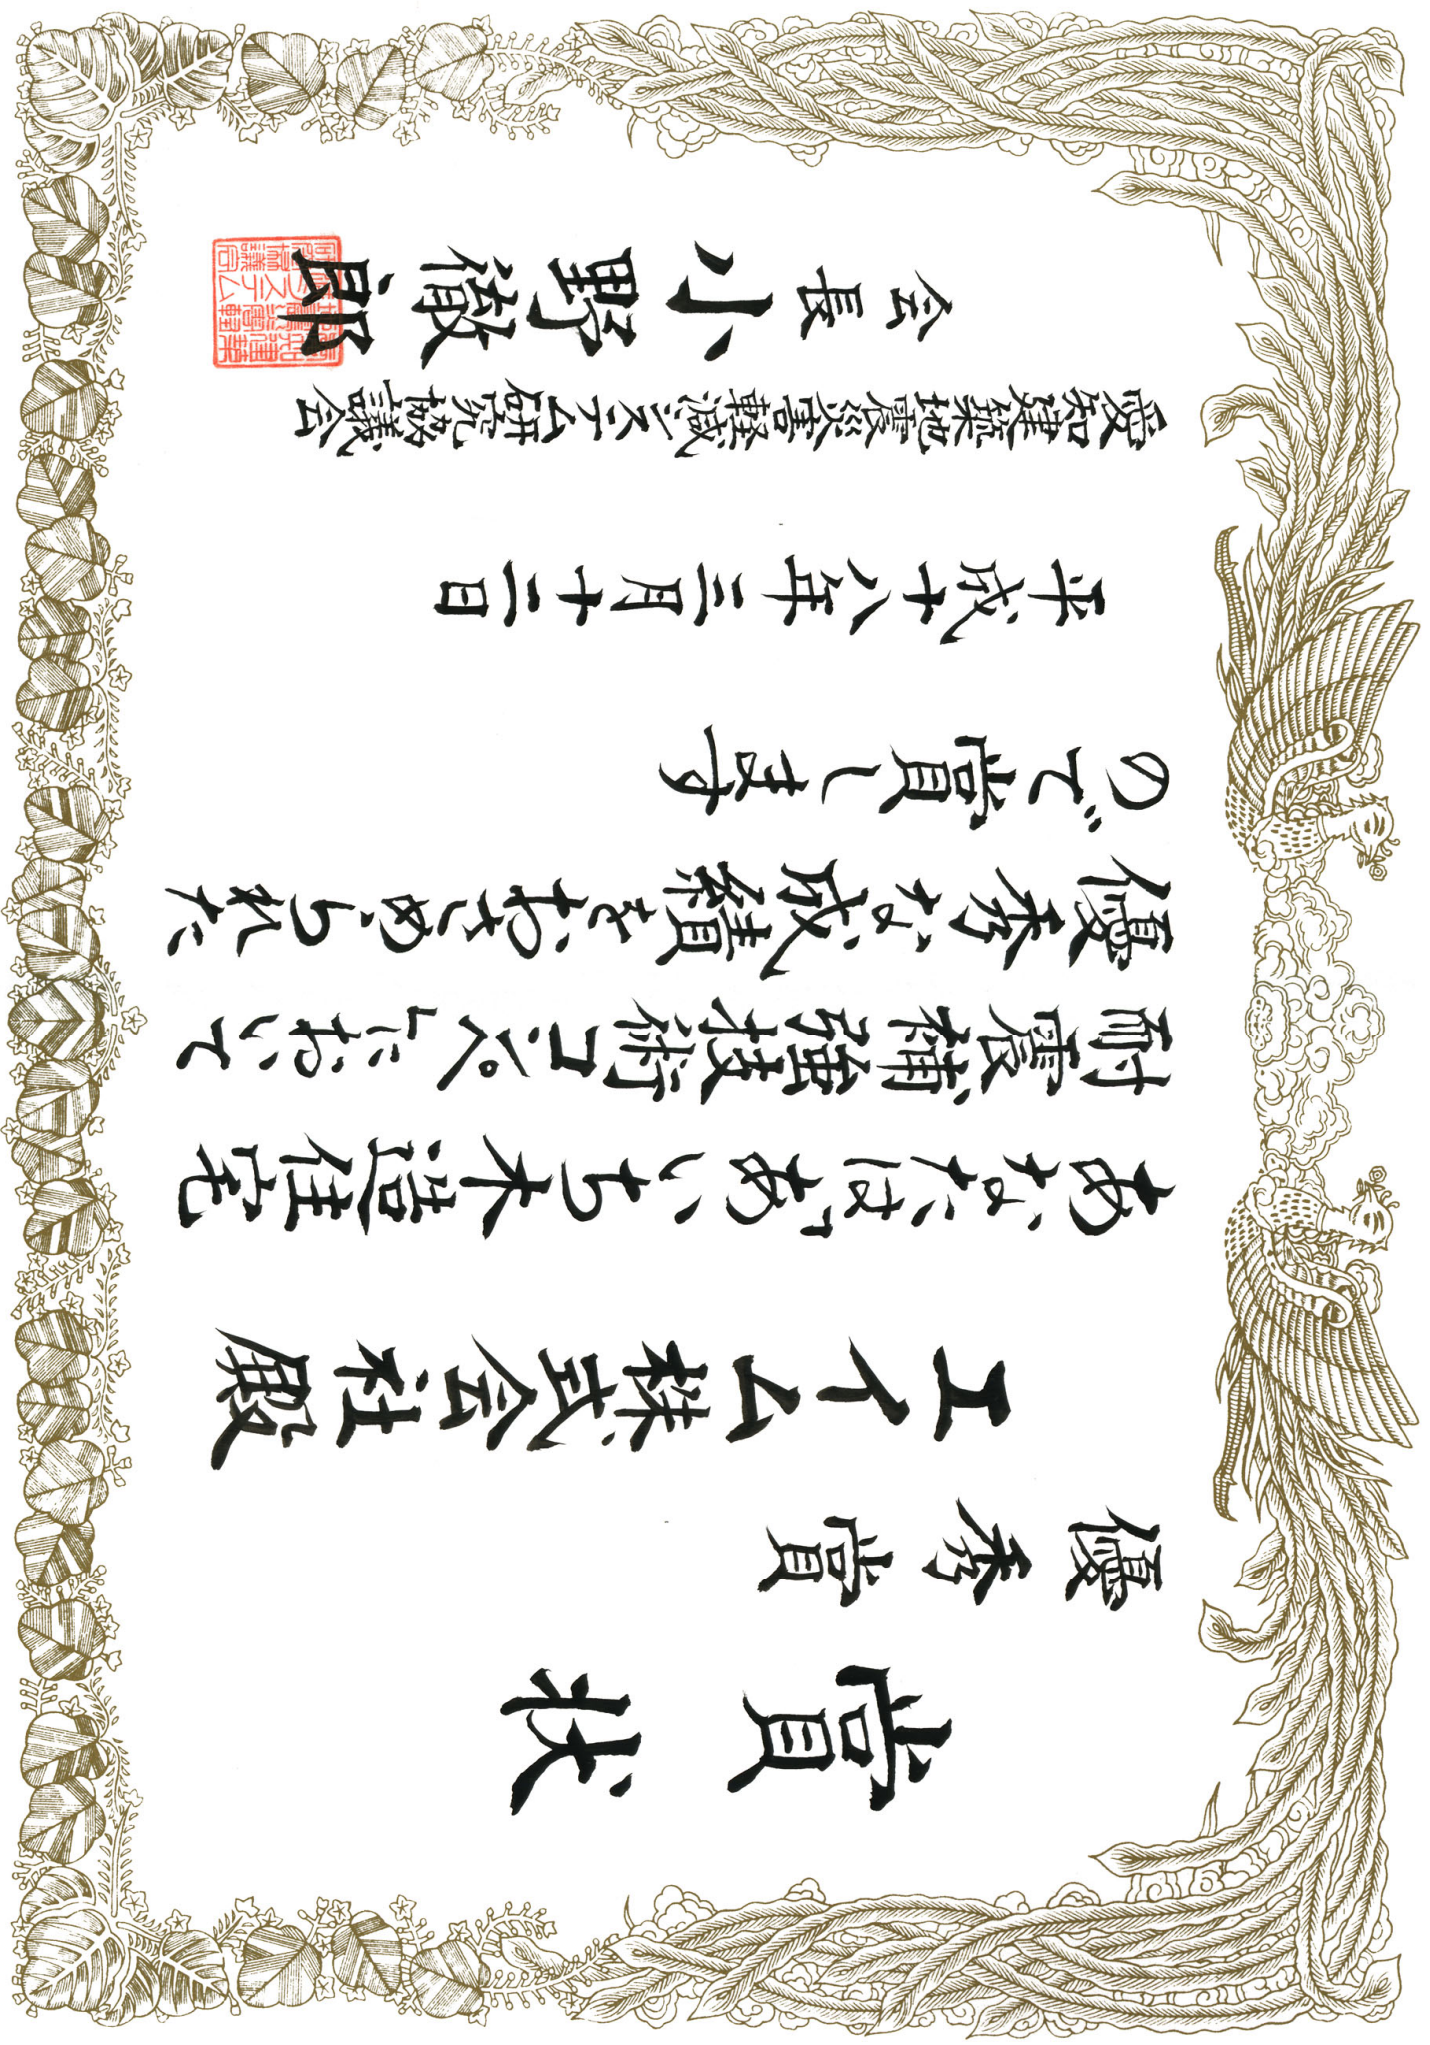 賞状
優秀賞
エイム株式会社殿
あなたはあいち木造住宅
耐震補強技術コンペにおいて
優秀な成績をおさめられた
ので賞します
平成十八年三月十二日
愛知建築地震災害軽減システム研究協議会
会長 小野徹郎